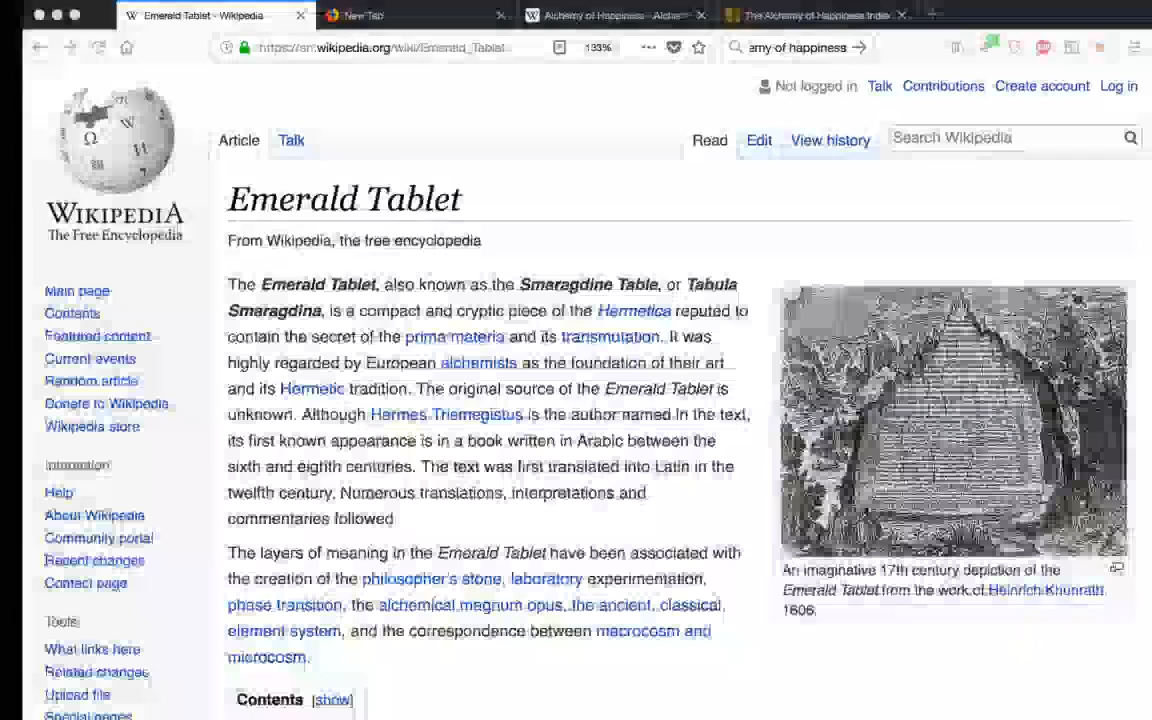 Emerald Tablet - Wikipedia
New Tab
Alchemy of Happiness - Alche
The Alchemy of Happiness Index
wikipedia.org/wiki/Emerald_Tablet
133%
emy of happiness
Not logged in Talk Contributions Create account Log in
Article Talk
Read Edit View history
Search Wikipedia
WIKIPEDIA
The Free Encyclopedia
Emerald Tablet
From Wikipedia, the free encyclopedia
The Emerald Tablet, also known as the Smaragdine Table, or Tabula
Smaragdina, is a compact and cryptic piece of the Hermetica reputed to
contain the secret of the prima materia and its transmutation. It was
highly regarded by European alchemists as the foundation of their art
and its Hermetic tradition. The original source of the Emerald Tablet is
unknown. Although Hermes Trismegistus is the author named in the text,
its first known appearance is in a book written in Arabic between the
sixth and eighth centuries. The text was first translated into Latin in the
twelfth century. Numerous translations, interpretations and
commentaries followed
The layers of meaning in the Emerald Tablet have been associated with
the creation of the philosopher's stone, laboratory experimentation,
phase transition, the alchemical magnum opus, the ancient, classical,
element system, and the correspondence between macrocosm and
microcosm.
Contents [show]
An imaginative 17th century depiction of the
Emerald Tablet from the work of Heinrich Khunrath,
1606.
Main page
Contents
Featured content
Current events
Random article
Donate to Wikipedia
Wikipedia store
Interaction
Help
About Wikipedia
Community portal
Recent changes
Contact page
Tools
What links here
Related changes
Upload file
Special pages